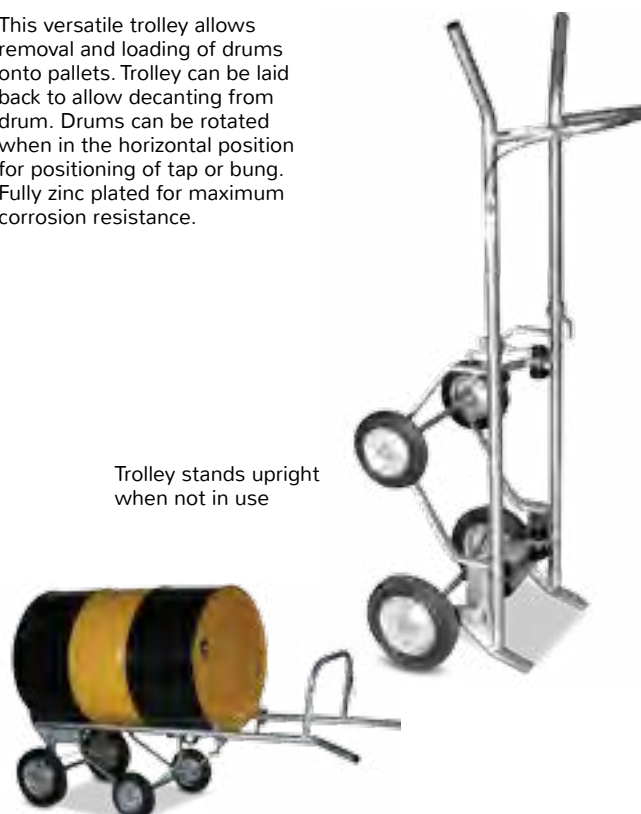 This versatile trolley allows
removal and loading of drums
onto pallets. Trolley can be laid
back to allow decanting from
drum. Drums can be rotated
when in the horizontal position
for positioning of tap or bung.
Fully zinc plated for maximum
corrosion resistance.
Trolley stands upright
when not in use